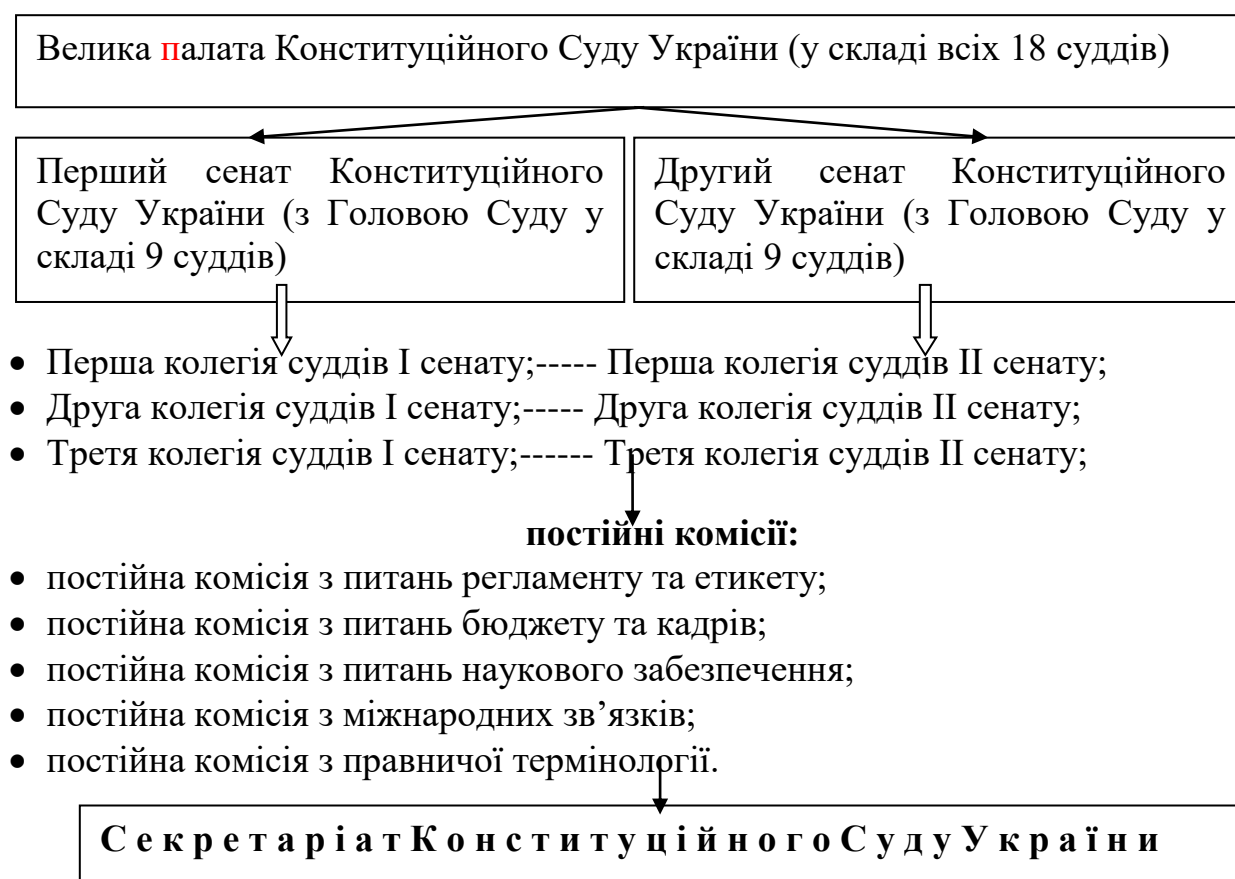 Велика палата Конституційного Суду України (у складі всіх 18 суддів)
Перший сенат Конституційного
Суду України (з Головою Суду у
складі 9 суддів)
Другий сенат Конституційного
Суду України (з Головою Суду у
складі 9 суддів)
• Перша колегія суддів І сенату;----- Перша колегія суддів ІІ сенату;
• Друга колегія суддів І сенату;----- Друга колегія суддів ІІ сенату;
• Третя колегія суддів І сенату;------ Третя колегія суддів ІІ сенату;
постійні комісії:
• постійна комісія з питань регламенту та етикету;
• постійна комісія з питань бюджету та кадрів;
• постійна комісія з питань наукового забезпечення;
• постійна комісія з міжнародних зв’язків;
• постійна комісія з правничої термінології.
С е к р е т а р і а т К о н с т и т у ц і й н о г о С у д у У к р а ї н и